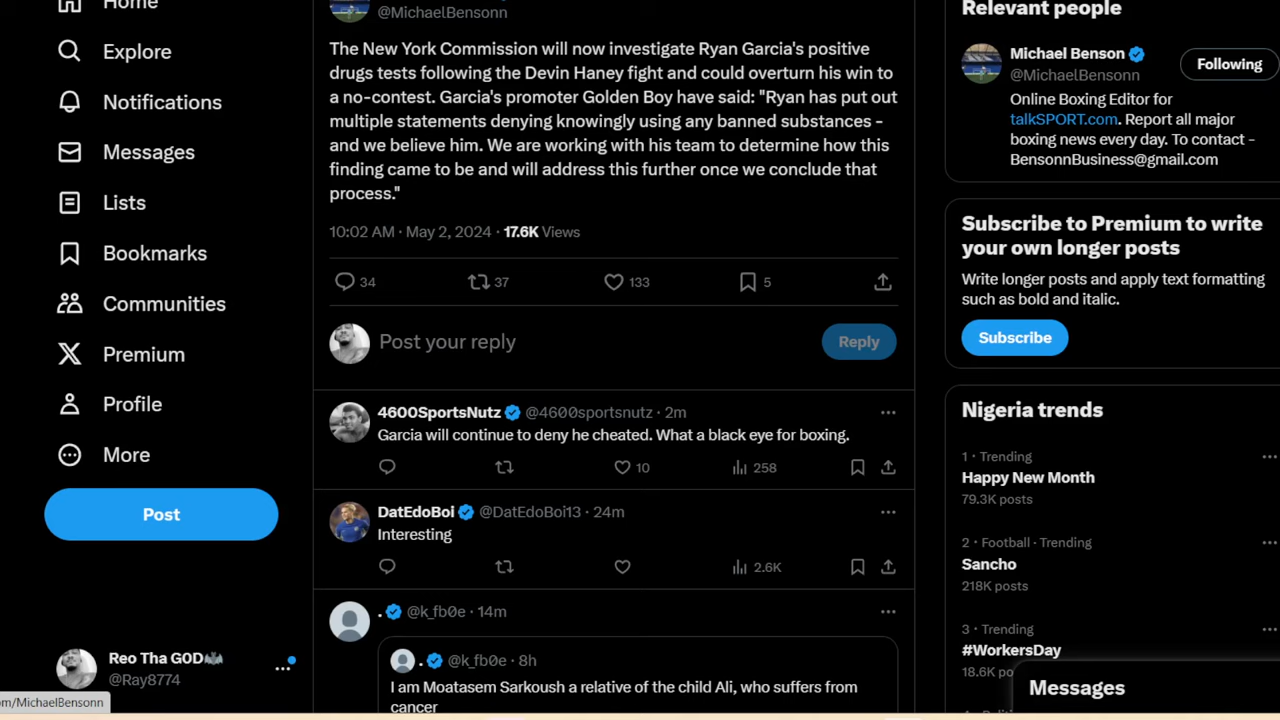 Home
Explore
Notifications
Messages
Lists
Bookmarks
Communities
Premium
Profile
More
Post
Reo Tha G0D
@Ray8774
om/MichaelBensonn
@MichaelBensonn
The New York Commission will now investigate Ryan Garcia's positive
drugs tests following the Devin Haney fight and could overturn his win to
a no-contest. Garcia's promoter Golden Boy have said: "Ryan has put out
multiple statements denying knowingly using any banned substances -
and we believe him. We are working with his team to determine how this
finding came to be and will address this further once we conclude that
process."
10:02 AM · May 2, 2024 · 17.6K Views
34 37 133 5
Post your reply
Reply
4600SportsNutz @4600sportsnutz · 2m
Garcia will continue to deny he cheated. What a black eye for boxing.
10 258
DatEdoBoi @DatEdoBoi13 · 24m
Interesting
2.6K
. @k_fb0e · 14m
. @k_fb0e · 8h
I am Moatasem Sarkoush a relative of the child Ali, who suffers from
cancer
Relevant people
Michael Benson
@MichaelBensonn
Following
Online Boxing Editor for
talkSPORT.com. Report all major
boxing news every day. To contact -
BensonnBusiness@gmail.com
Subscribe to Premium to write
your own longer posts
Write longer posts and apply text formatting
such as bold and italic.
Subscribe
Nigeria trends
1 · Trending
Happy New Month
79.3K posts
2 · Football · Trending
Sancho
218K posts
3 · Trending
#WorkersDay
18.6K po
Messages